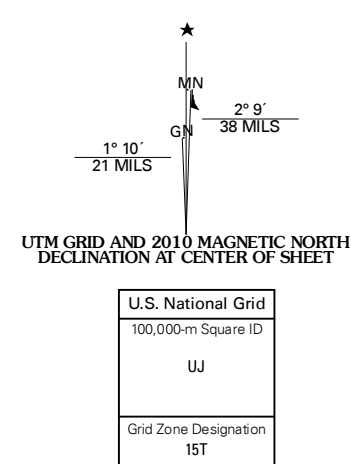 ★
MN
GN
2° 9´
38 MILS
1° 10´
21 MILS
UTM GRID AND 2010 MAGNETIC NORTH
DECLINATION AT CENTER OF SHEET
U.S. National Grid
100,000-m Square ID
UJ
Grid Zone Designation
15T